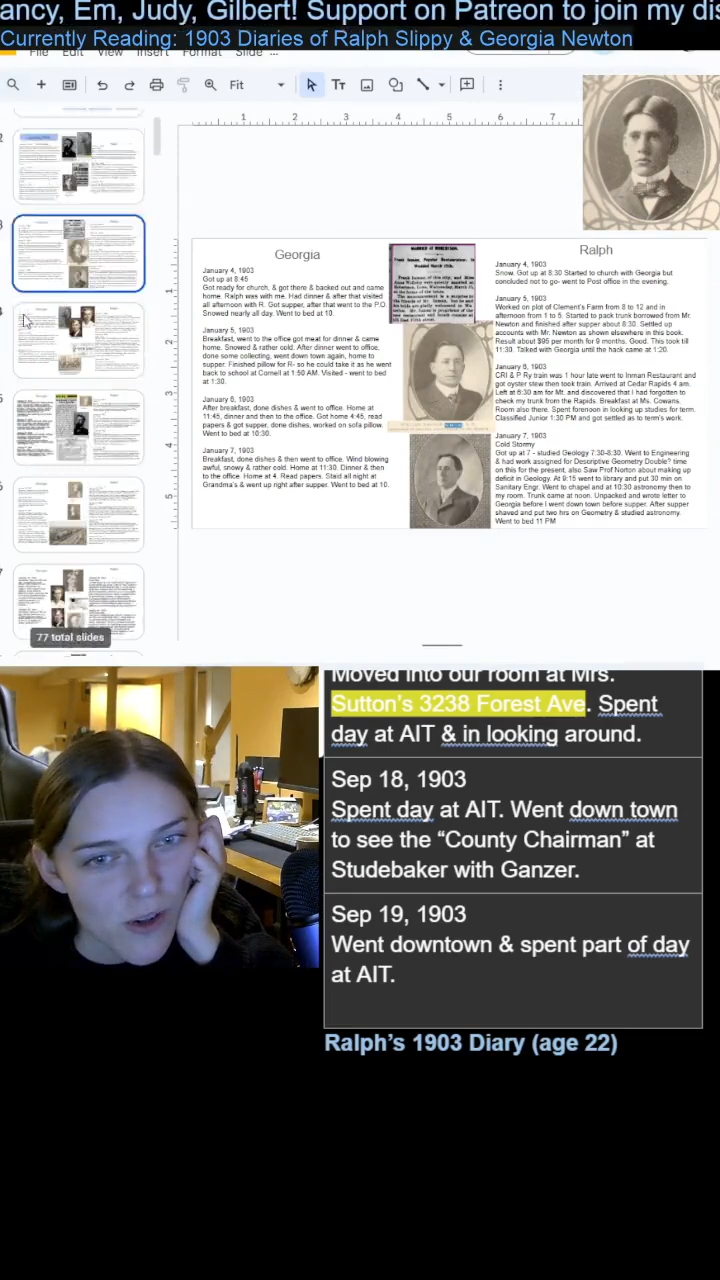 ancy, Em, Judy, Gilbert! Support on Patreon to join my dis
Currently Reading: 1903 Diaries of Ralph Slippy & Georgia Newton
File Edit View Insert Format Slide ...
Fit
1 2 3 4 5 6 7
Georgia
January 4, 1903
Got up at 8:45
Got ready for church, & got there & backed out and came
home. Ralph was with me. Had dinner & after that visited
all afternoon with R. Got supper, after that went to the P.O.
Snowed nearly all day. Went to bed at 10.
January 5, 1903
Breakfast, went to the office got meat for dinner & came
home. Snowed & rather cold. After dinner went to office,
done some collecting, went down town again, home to
supper. Finished pillow for R- so he could take it as he went
back to school at Cornell at 1:50 AM. Visited - went to bed
at 1:30.
January 6, 1903
After breakfast, done dishes & went to office. Home at
11:45, dinner and then to the office. Got home 4:45, read
papers & got supper, done dishes, worked on sofa pillow.
Went to bed at 10:30.
January 7, 1903
Breakfast, done dishes & then went to office. Wind blowing
awful, snowy & rather cold. Home at 11:30. Dinner & then
to the office. Home at 4. Read papers. Staid all night at
Grandma's & went up right after supper. Went to bed at 10.
Ralph
January 4, 1903
Snow. Got up at 8:30 Started to church with Georgia but
concluded not to go- went to Post office in the evening.
January 5, 1903
Worked on plot of Clement's Farm from 8 to 12 and in
afternoon from 1 to 5. Started to pack trunk borrowed from Mr.
Newton and finished after supper about 8:30. Settled up
accounts with Mr. Newton as shown elsewhere in this book.
Result about $95 per month for 9 months. Good. This took till
11:30. Talked with Georgia until the hack came at 1:20.
January 6, 1903
CRI & P Ry train was 1 hour late went to Inman Restaurant and
got oyster stew then took train. Arrived at Cedar Rapids 4 am.
Left at 6:30 am for Mt. and discovered that I had forgotten to
check my trunk from the Rapids. Breakfast at Ms. Cowans.
Room also there. Spent forenoon in looking up studies for term.
Classified Junior 1:30 PM and got settled as to term's work.
January 7, 1903
Cold Stormy
Got up at 7 - studied Geology 7:30-8:30. Went to Engineering
& had work assigned for Descriptive Geometry Double? time
on this for the present, also Saw Prof Norton about making up
deficit in Geology. At 9:15 went to library and put 30 min on
Sanitary Engr. Went to chapel and at 10:30 astronomy then to
my room. Trunk came at noon. Unpacked and wrote letter to
Georgia before I went down town before supper. After supper
shaved and put two hrs on Geometry & studied astronomy.
Went to bed 11 PM
77 total slides
Moved into our room at Mrs.
Sutton's 3238 Forest Ave. Spent
day at AIT & in looking around.
Sep 18, 1903
Spent day at AIT. Went down town
to see the “County Chairman” at
Studebaker with Ganzer.
Sep 19, 1903
Went downtown & spent part of day
at AIT.
Ralph's 1903 Diary (age 22)